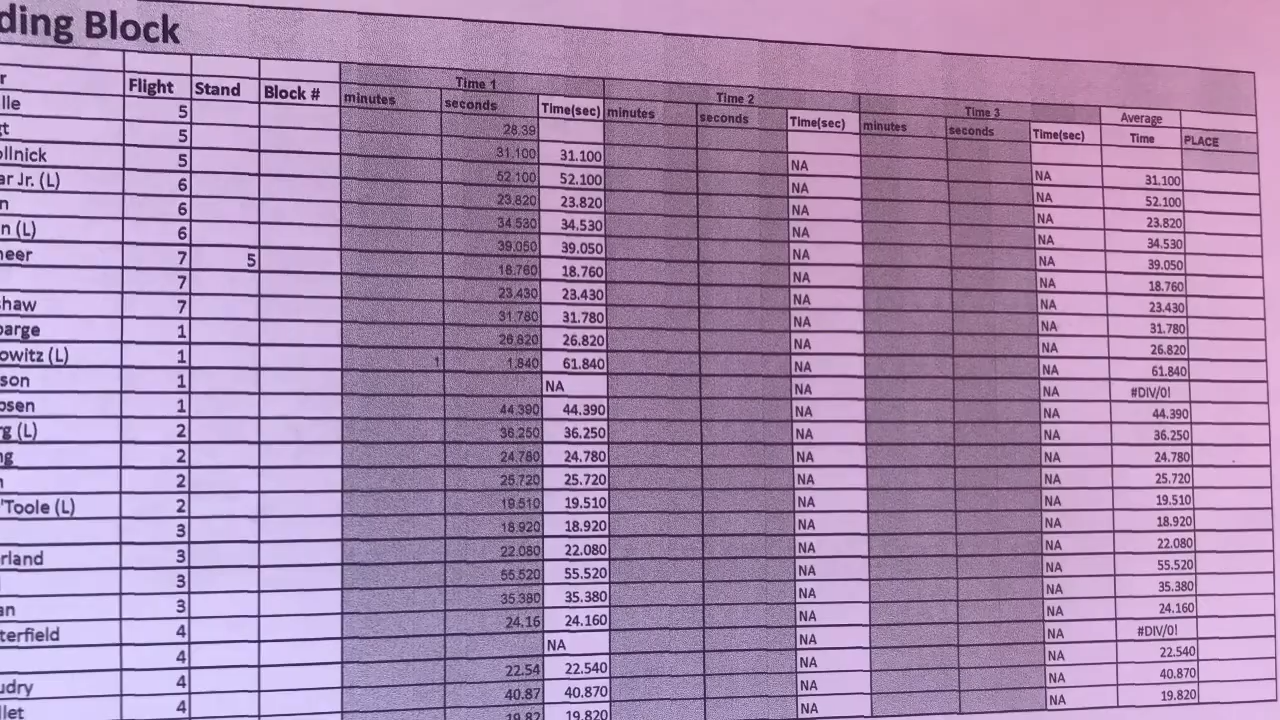 ding Block
Time 1 Time 2 Time 3 Average
r Flight Stand Block # minutes seconds Time(sec) minutes seconds Time(sec) minutes seconds Time(sec) Time PLACE
lle 5 28.39
gt 5 31.100 31.100 NA NA 31.100
ollnick 5 52.100 52.100 NA NA 52.100
ar Jr. (L) 6 23.820 23.820 NA NA 23.820
n 6 34.530 34.530 NA NA 34.530
n (L) 6 39.050 39.050 NA NA 39.050
neer 7 5 18.760 18.760 NA NA 18.760
7 23.430 23.430 NA NA 23.430
shaw 7 31.780 31.780 NA NA 31.780
barge 1 26.820 26.820 NA NA 26.820
owitz (L) 1 1 1.840 61.840 NA NA 61.840
son 1 NA NA NA #DIV/0!
osen 1 44.390 44.390 NA NA 44.390
rg (L) 2 36.250 36.250 NA NA 36.250
ng 2 24.780 24.780 NA NA 24.780
n 2 25.720 25.720 NA NA 25.720
'Toole (L) 2 19.510 19.510 NA NA 19.510
3 18.920 18.920 NA NA 18.920
rland 3 22.080 22.080 NA NA 22.080
3 55.520 55.520 NA NA 55.520
an 3 35.380 35.380 NA NA 35.380
terfield 4 24.16 24.160 NA NA 24.160
4 NA NA NA #DIV/0!
udry 4 22.54 22.540 NA NA 22.540
llet 4 40.87 40.870 NA NA 40.870
19.82 19.820 NA NA 19.820